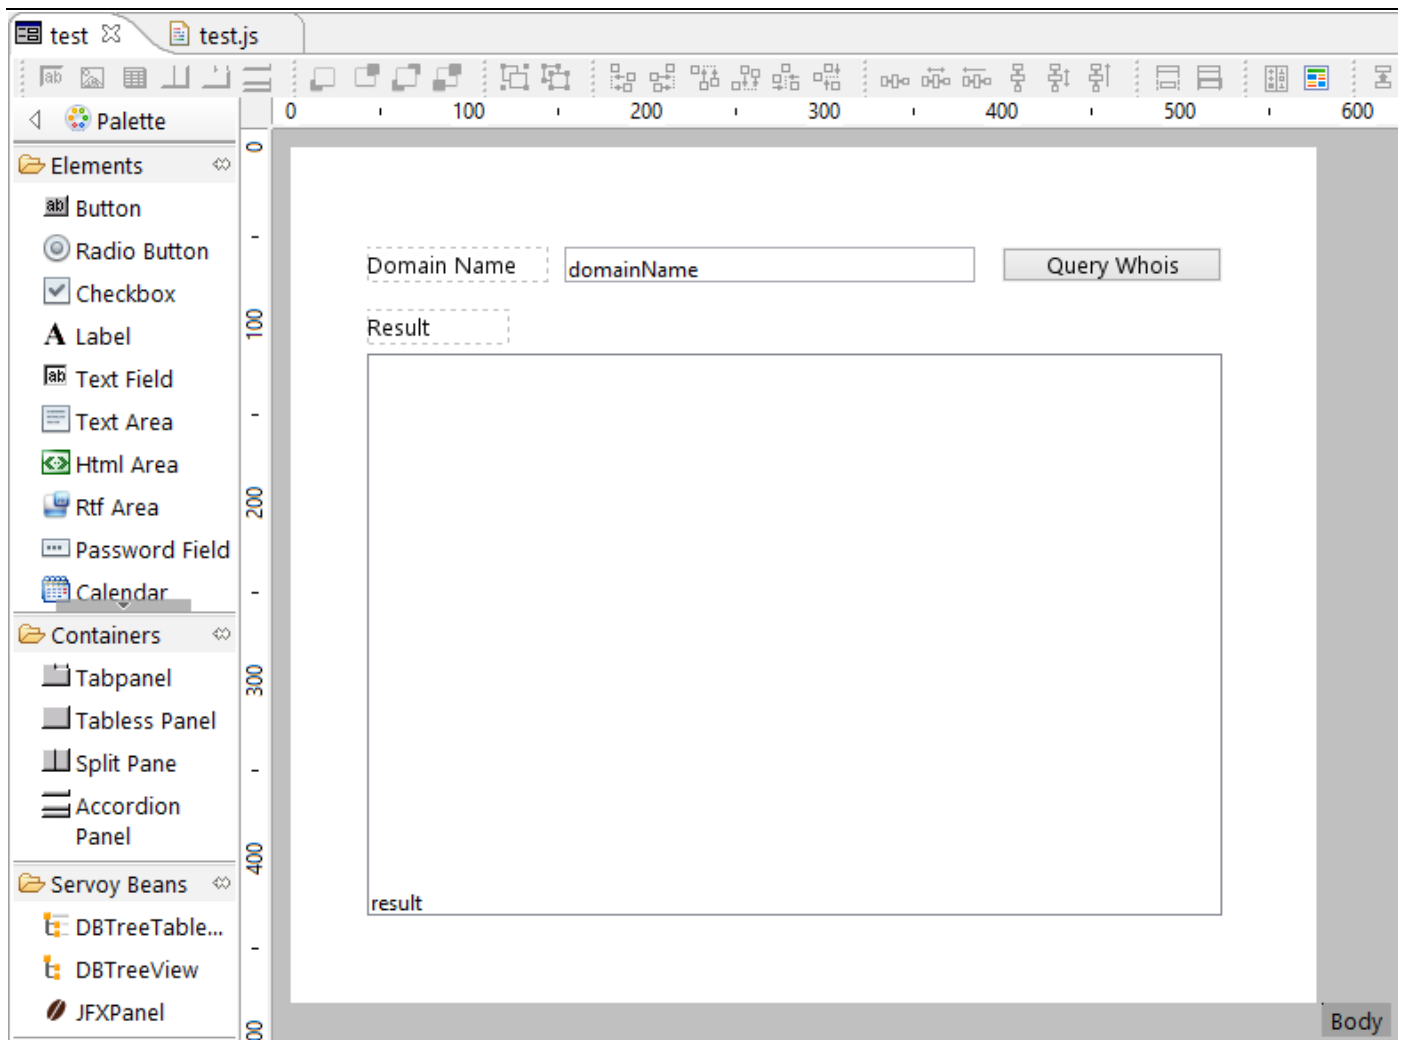 test
test.js
Palette
0 100 200 300 400 500 600
Elements
Button
Radio Button
Checkbox
Label
Text Field
Text Area
Html Area
Rtf Area
Password Field
Calendar
Containers
Tabpanel
Tabless Panel
Split Pane
Accordion
Panel
Servoy Beans
DBTreeTable...
DBTreeView
JFXPanel
0
100
200
300
400
00
Domain Name
domainName
Query Whois
Result
result
Body